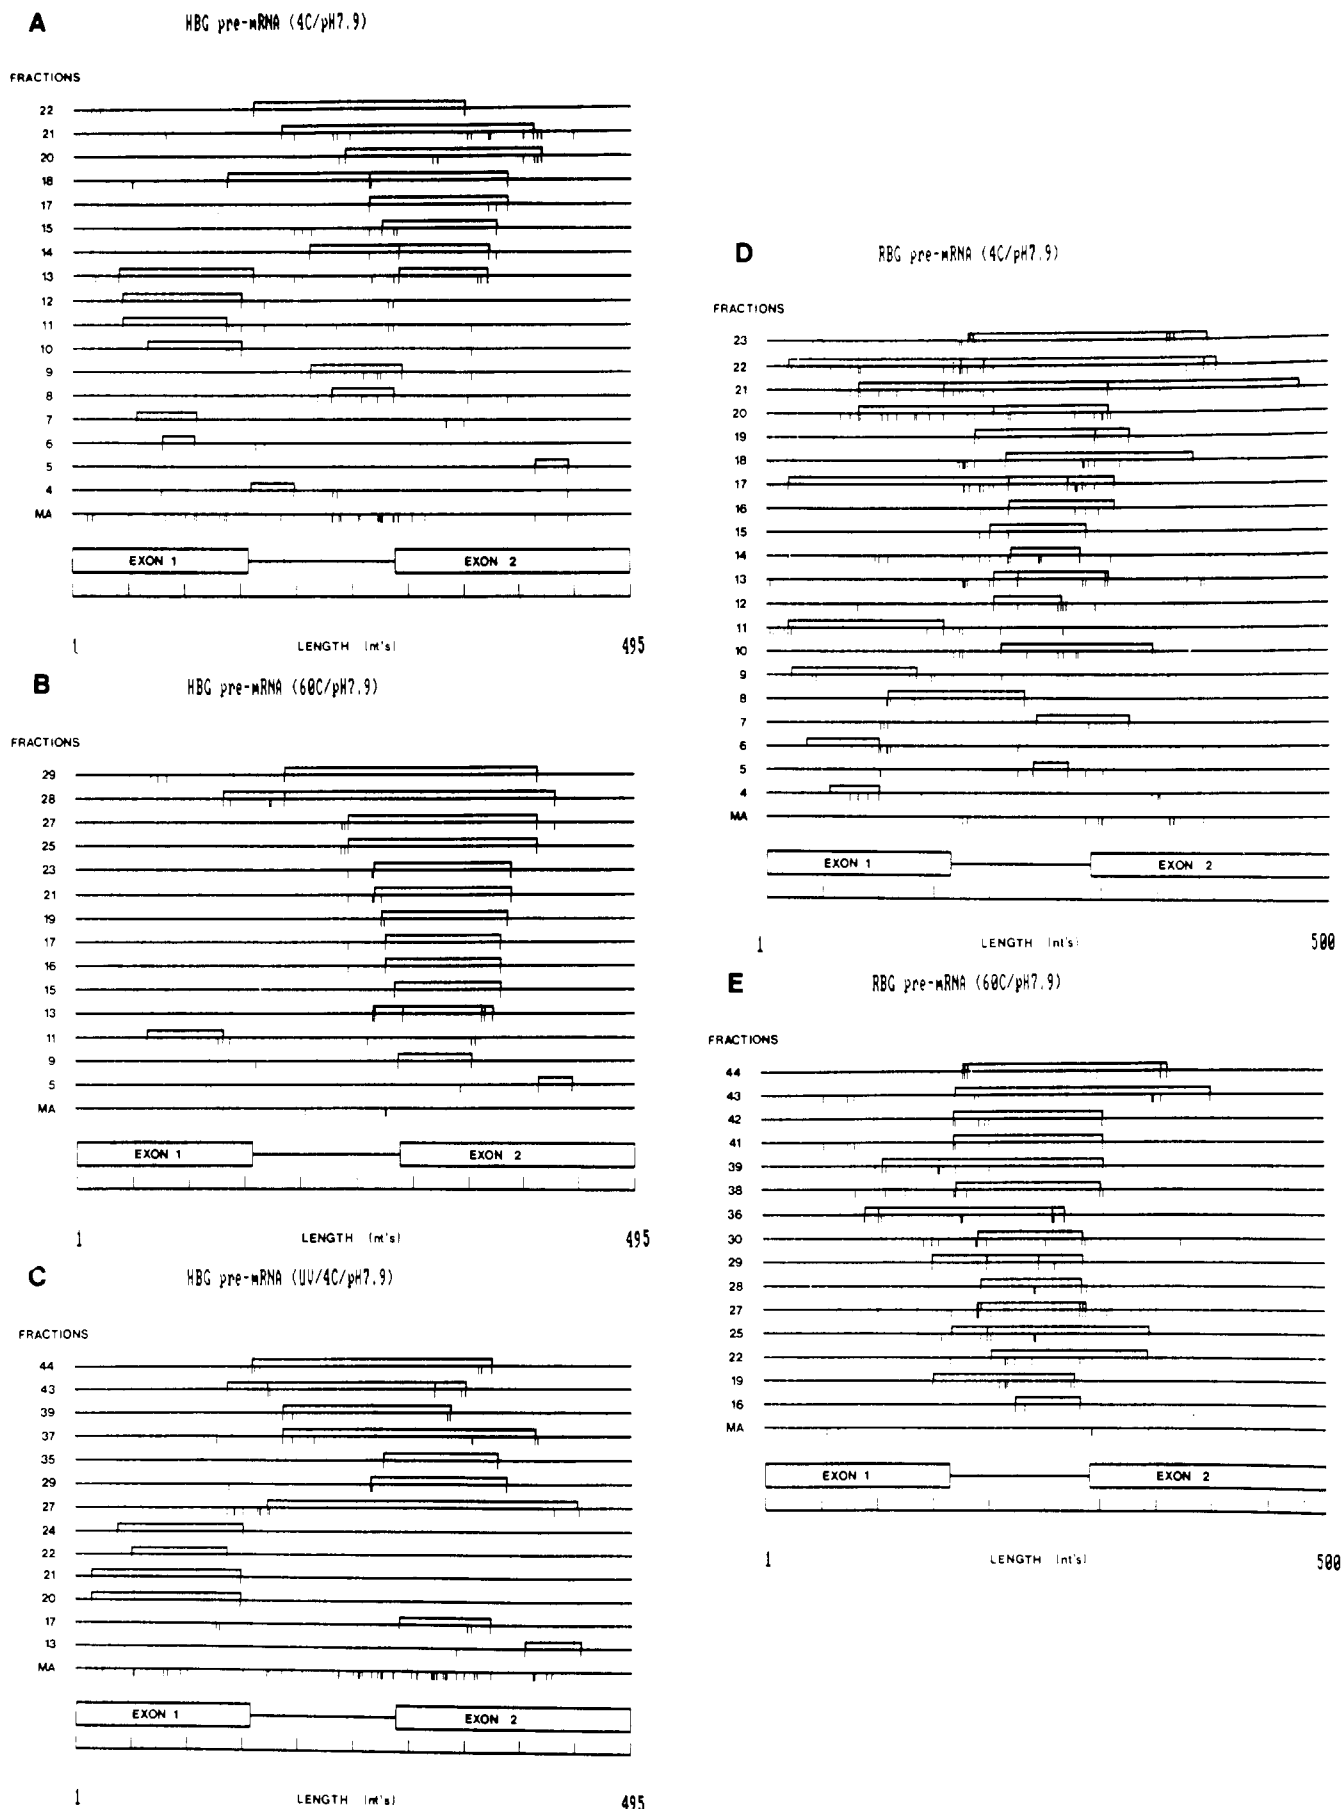 A
HBG pre-mRNA (4C/pH7.9)
FRACTIONS
22
21
20
18
17
15
14
13
12
11
10
9
8
7
6
5
4
MA
EXON 1
EXON 2
1
LENGTH (nt's)
495
B
HBG pre-mRNA (60C/pH7.9)
FRACTIONS
29
28
27
25
23
21
19
17
16
15
13
11
9
5
MA
EXON 1
EXON 2
1
LENGTH (nt's)
495
C
HBG pre-mRNA (UV/4C/pH7.9)
FRACTIONS
44
43
39
37
35
29
27
24
22
21
20
17
13
MA
EXON 1
EXON 2
1
LENGTH (nt's)
495
D
RBG pre-mRNA (4C/pH7.9)
FRACTIONS
23
22
21
20
19
18
17
16
15
14
13
12
11
10
9
8
7
6
5
4
MA
EXON 1
EXON 2
1
LENGTH (nt's)
500
E
RBG pre-mRNA (60C/pH7.9)
FRACTIONS
44
43
42
41
39
38
36
30
29
28
27
25
22
19
16
MA
EXON 1
EXON 2
1
LENGTH (nt's)
500